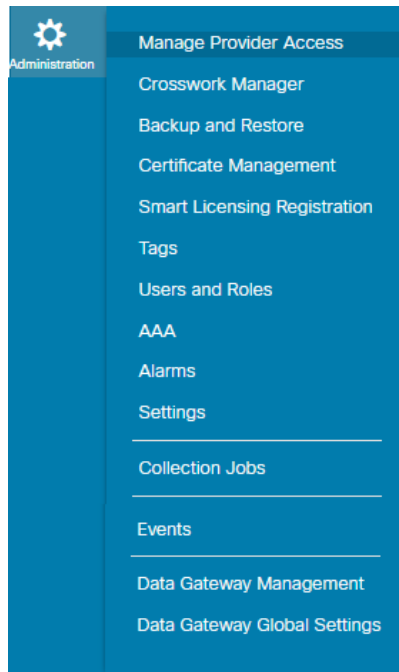 Administration
Manage Provider Access
Crosswork Manager
Backup and Restore
Certificate Management
Smart Licensing Registration
Tags
Users and Roles
AAA
Alarms
Settings
Collection Jobs
Events
Data Gateway Management
Data Gateway Global Settings